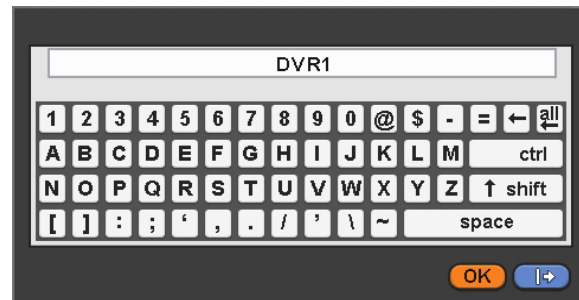 DVR1
1 2 3 4 5 6 7 8 9 0 @ $ - = ← all ←
A B C D E F G H I J K L M ctrl
N O P Q R S T U V W X Y Z ↑ shift
[ ] : ; ‘ , . / ’ \ ~ space
OK